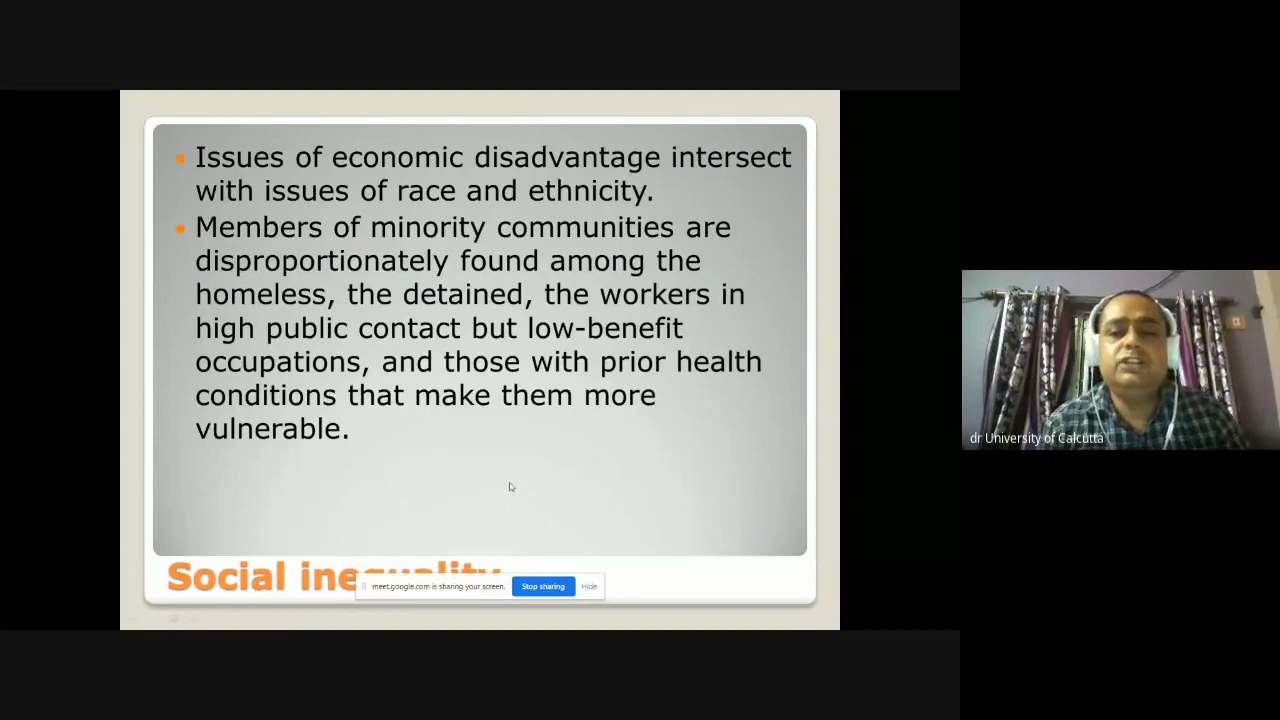 Issues of economic disadvantage intersect
with issues of race and ethnicity.
Members of minority communities are
disproportionately found among the
homeless, the detained, the workers in
high public contact but low-benefit
occupations, and those with prior health
conditions that make them more
vulnerable.
Social
meet.google.com is sharing your screen.
Stop sharing
Hide
dr University of Calcutta